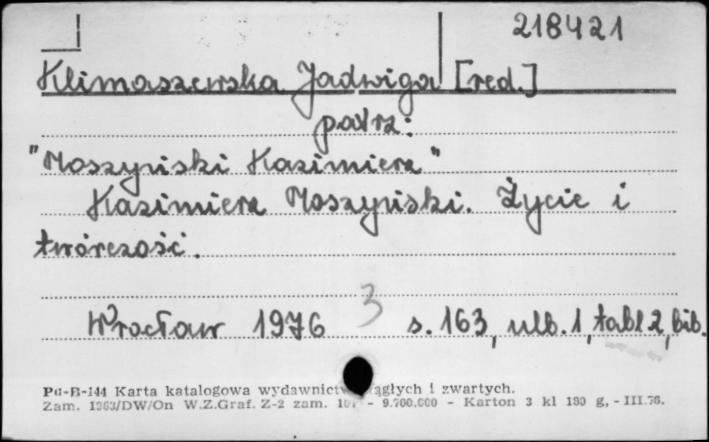 218421
Klimaszewska Jadwiga [red.]
patrz:
"Moszyński Kazimierz"
Kazimierz Moszyński. Życie i
twórczość.
Wrocław 1976 3 s. 163, ulb. 1, tabl 2, bib.
Pu-B-144 Karta katalogowa wydawnictw ciągłych i zwartych.
Zam. 1363/DW/On W.Z.Graf. Z-2 zam. - 9.700.000 - Karton 3 kl 180 g, - III.76.